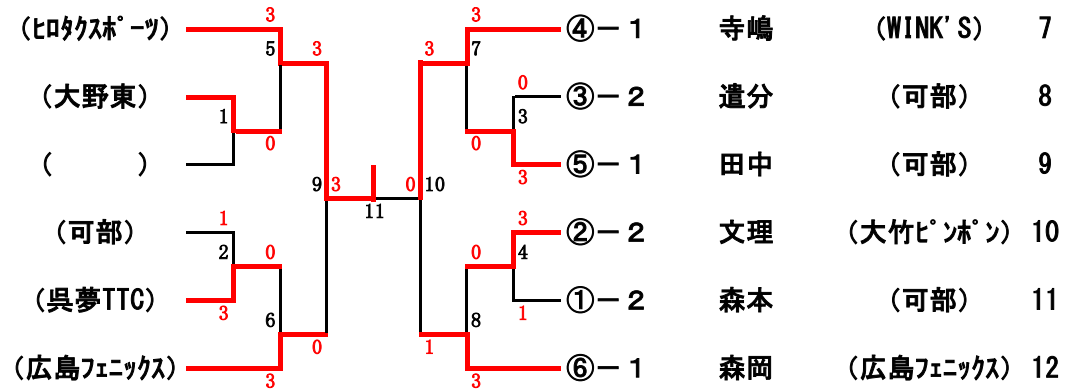 (ﾋﾛﾀｸｽﾎﾟｰﾂ) 3 3 3 3 ④－1 寺嶋 (WINK'S) 7
5 7
(大野東) 0 ③－2 遣分 (可部) 8
1 3
0 0
( ) ⑤－1 田中 (可部) 9
3
9 3 0 10
11
(可部) 1 3 ②－2 文理 (大竹ﾋﾟﾝﾎﾟﾝ) 10
2 0 0 4
(呉夢TTC) 3 1 ①－2 森本 (可部) 11
6 8
0 1
(広島ﾌｪﾆｯｸｽ) 3 3 ⑥－1 森岡 (広島ﾌｪﾆｯｸｽ) 12